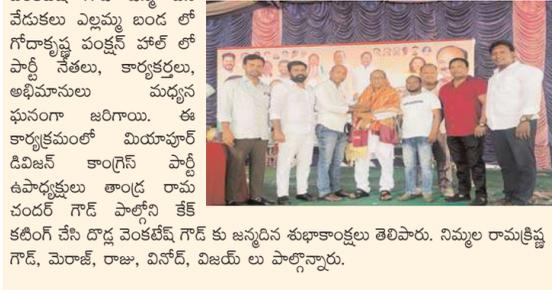 వేడుకలు ఎల్లమ్మ బండ లో
గోదాకృష్ణ పంక్షన్ హాల్ లో
పార్టీ నేతలు, కార్యకర్తలు,
అభిమానులు మధ్యన
ఘనంగా జరిగాయి. ఈ
కార్యక్రమంలో మియాపూర్
డివిజన్ కాంగ్రెస్ పార్టీ
ఉపాధ్యక్షులు తాండ్ర రామ
చందర్ గౌడ్ పాల్గోని కేక్
కటింగ్ చేసి దొడ్ల వెంకటేష్ గౌడ్ కు జన్మదిన శుభాకాంక్షలు తెలిపారు. నిమ్మల రామక్రిష్ణ
గౌడ్, మెరాజ్, రాజు, వినోద్, విజయ్ లు పాల్గొన్నారు.